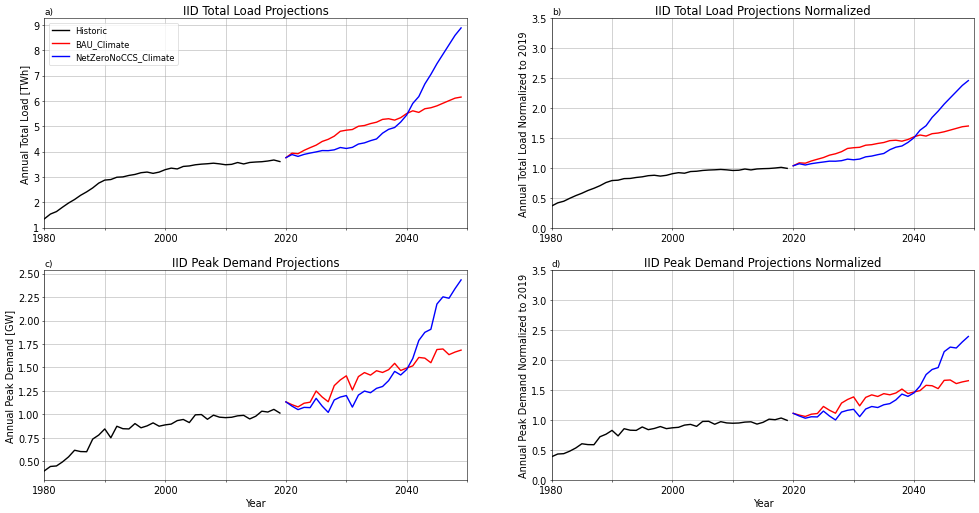 a)
IID Total Load Projections
Annual Total Load [TWh]
9
8
7
6
5
4
3
2
1
Historic
BAU_Climate
NetZeroNoCCS_Climate
1980
2000
2020
2040
b)
IID Total Load Projections Normalized
Annual Total Load Normalized to 2019
3.5
3.0
2.5
2.0
1.5
1.0
0.5
0.0
1980
2000
2020
2040
c)
IID Peak Demand Projections
Annual Peak Demand [GW]
2.50
2.25
2.00
1.75
1.50
1.25
1.00
0.75
0.50
1980
2000
2020
2040
Year
d)
IID Peak Demand Projections Normalized
Annual Peak Demand Normalized to 2019
3.5
3.0
2.5
2.0
1.5
1.0
0.5
0.0
1980
2000
2020
2040
Year